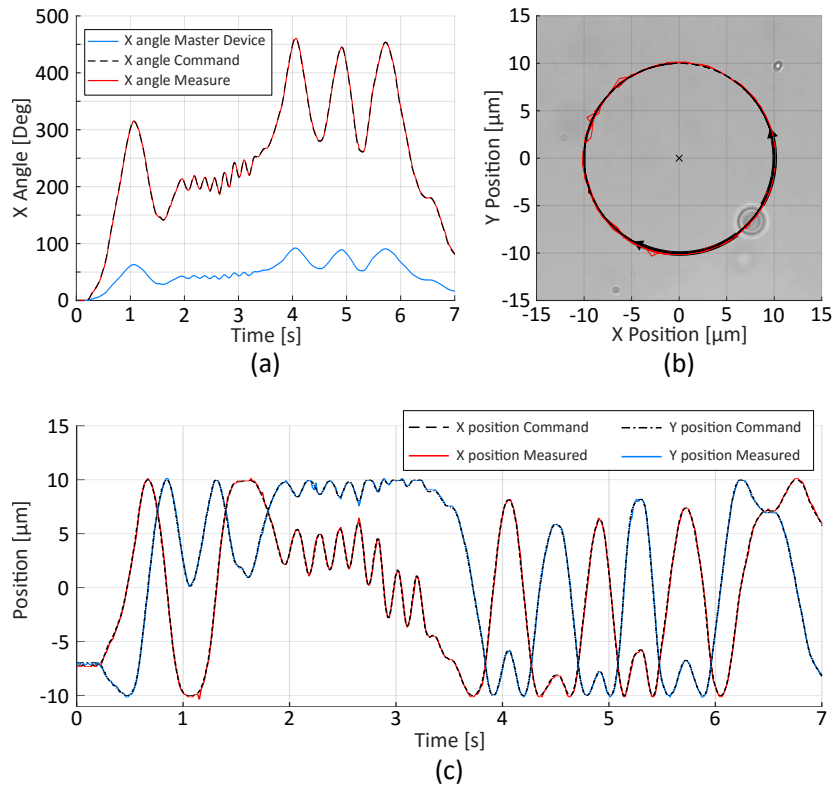 X angle Master Device
X angle Command
X angle Measure
500
400
300
200
100
0
X Angle [Deg]
0 1 2 3 4 5 6 7
Time [s]
(a)
15
10
5
0
-5
-10
-15
Y Position [µm]
-15 -10 -5 0 5 10 15
X Position [µm]
(b)
X position Command Y position Command
X position Measured Y position Measured
15
10
5
0
-5
-10
Position [µm]
0 1 2 3 4 5 6 7
Time [s]
(c)